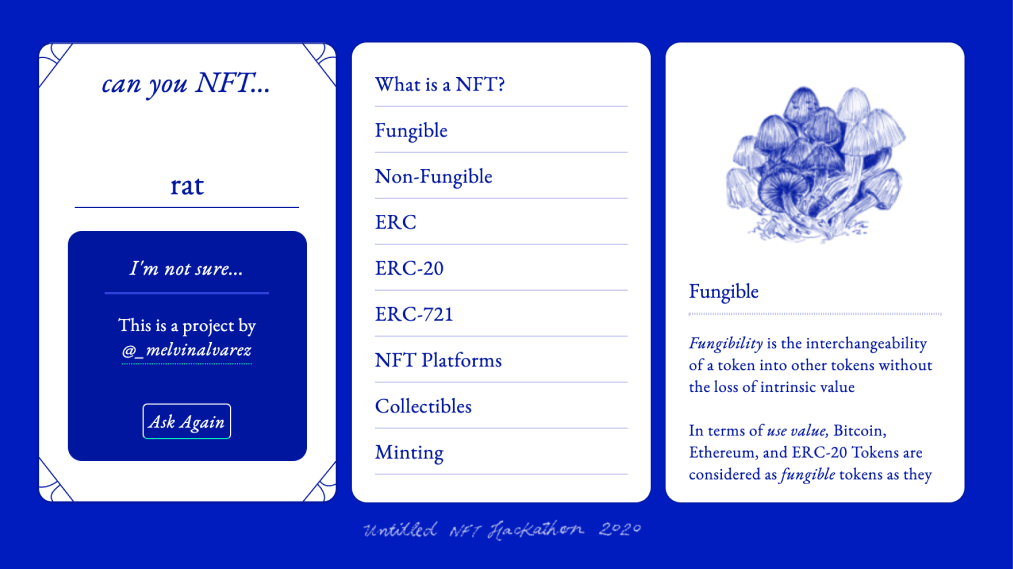 can you NFT...
rat
I'm not sure...
This is a project by
@_melvinalvarez
Ask Again
What is a NFT?
Fungible
Non-Fungible
ERC
ERC-20
ERC-721
NFT Platforms
Collectibles
Minting
Fungible
Fungibility is the interchangeability
of a token into other tokens without
the loss of intrinsic value
In terms of use value, Bitcoin,
Ethereum, and ERC-20 Tokens are
considered as fungible tokens as they
Untitled NFT Hackathon 2020